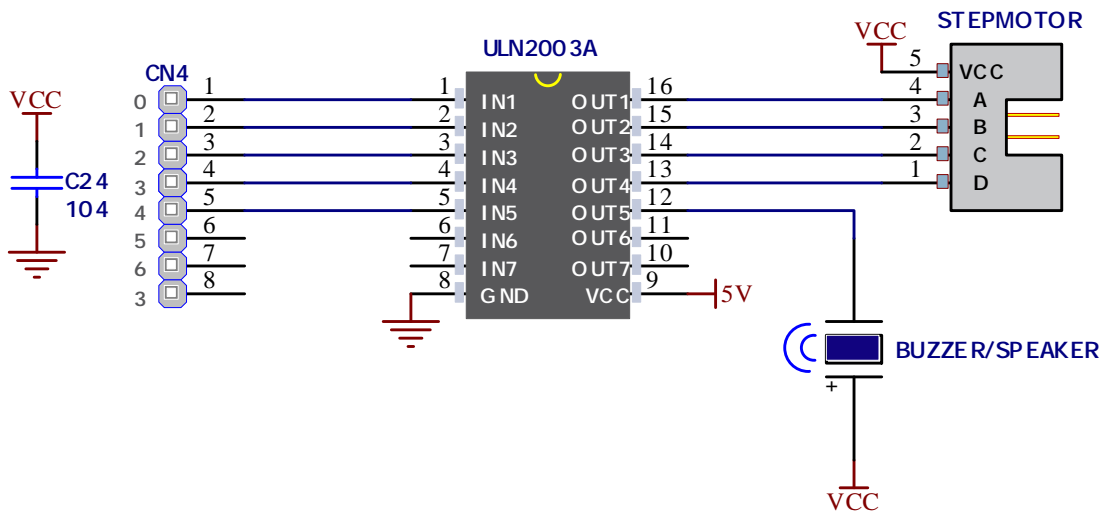 STEPMOTOR
VCC
ULN2003A
CN4
VCC
5 VCC
4 A
3 B
2 C
1 D
0 1 1 IN1 OUT1 16
1 2 2 IN2 OUT2 15
2 3 3 IN3 OUT3 14
3 4 4 IN4 OUT4 13
4 5 5 IN5 OUT5 12
5 6 6 IN6 OUT6 11
6 7 7 IN7 OUT7 10
3 8 8 GND VCC 9 5V
C24
104
BUZZER/SPEAKER
+
VCC